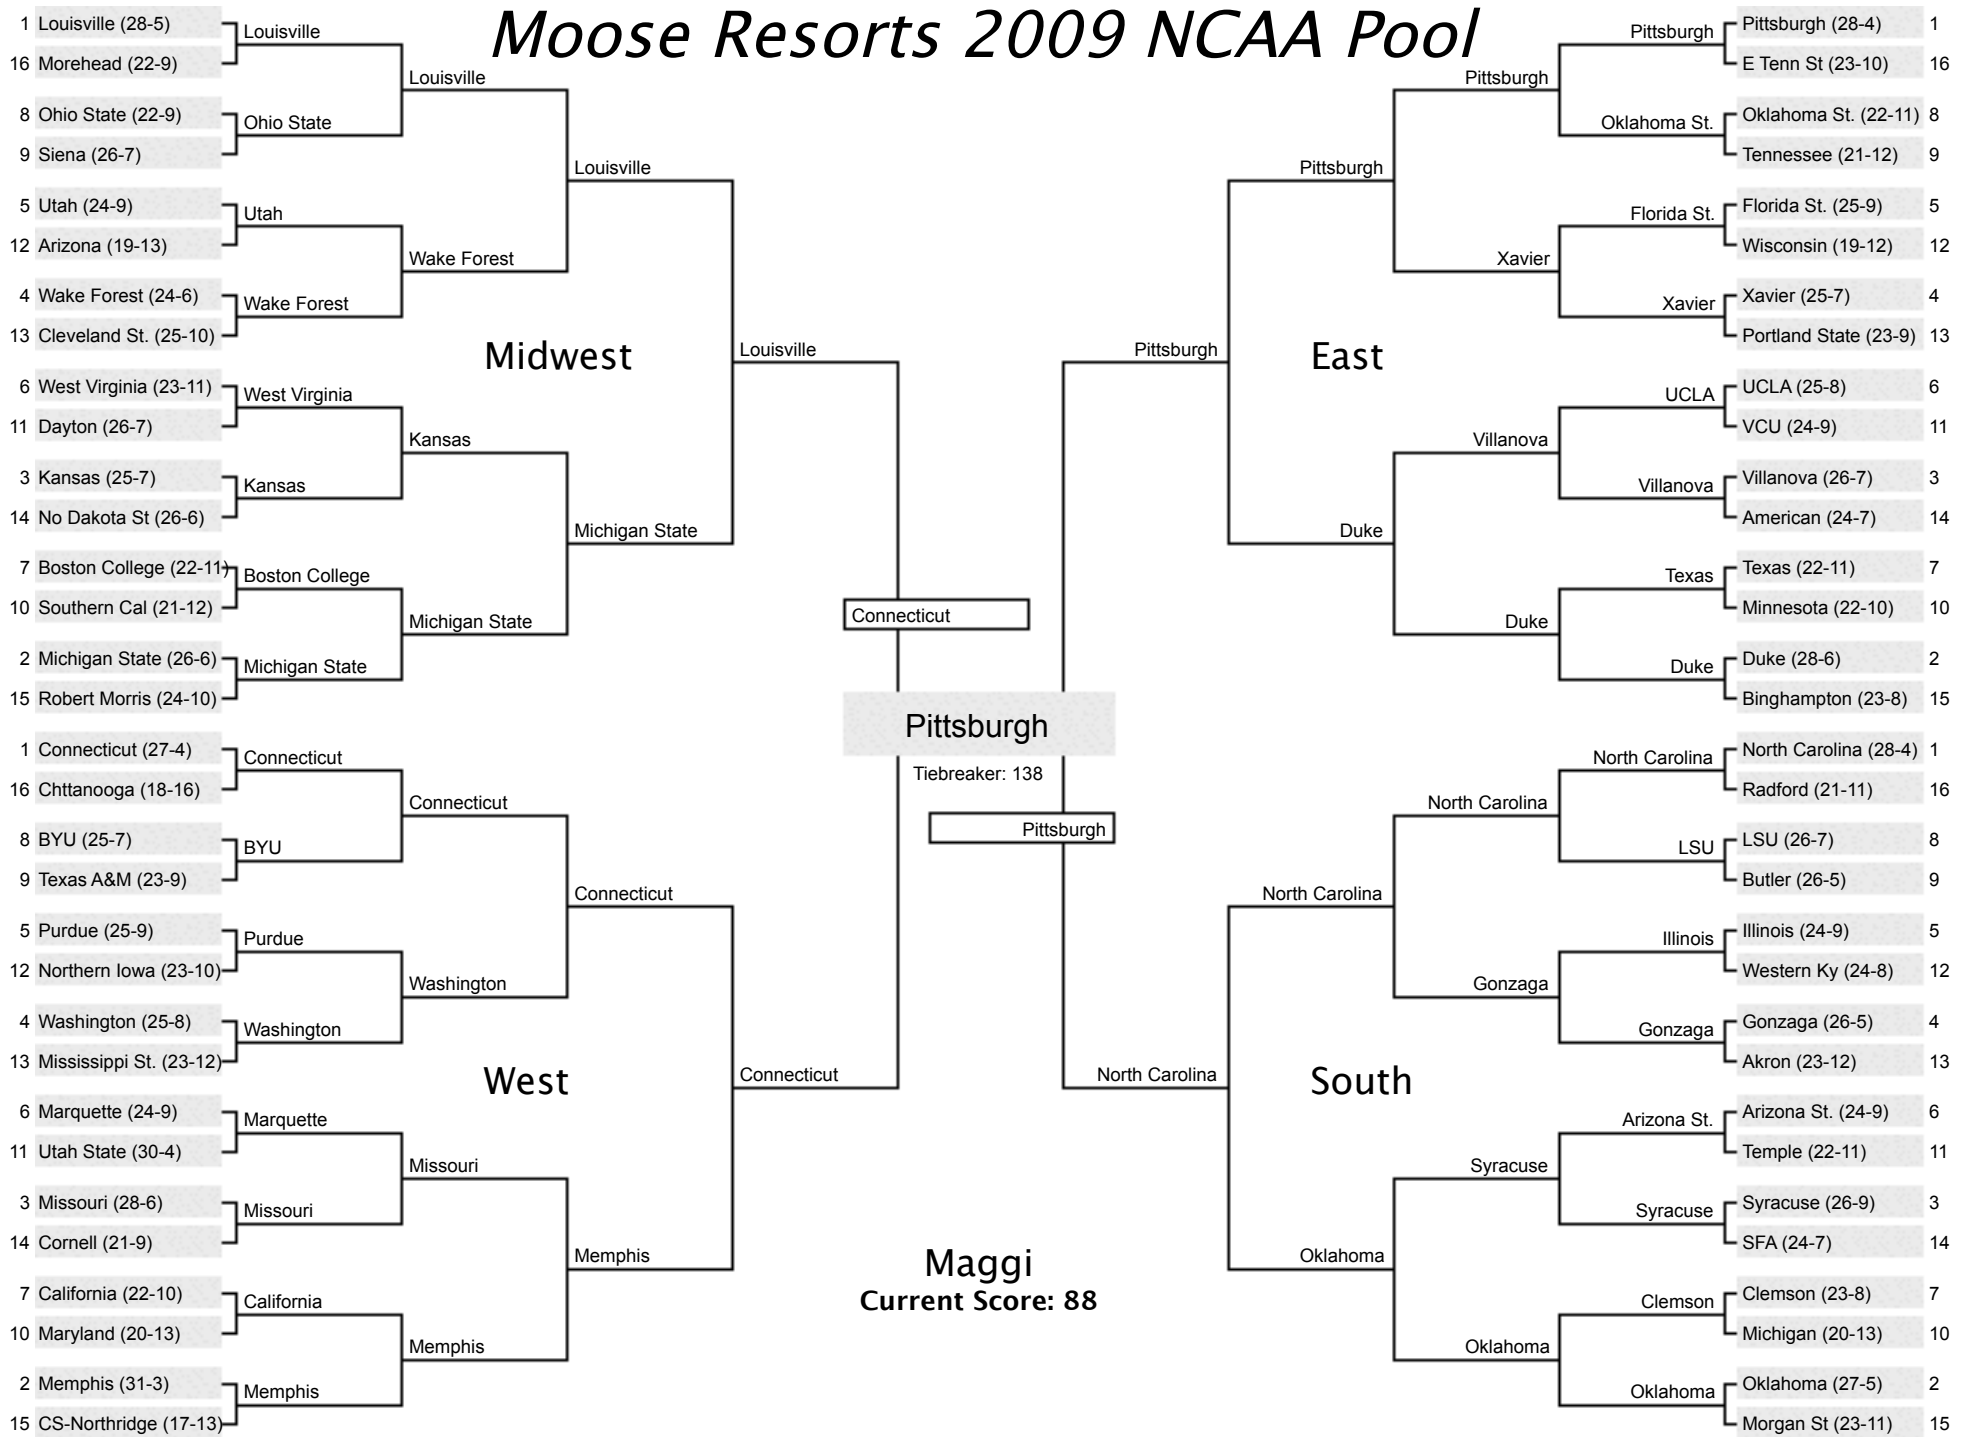 Moose Resorts 2009 NCAA Pool
1 Louisville (28-5)
16 Morehead (22-9)
8 Ohio State (22-9)
9 Siena (26-7)
5 Utah (24-9)
12 Arizona (19-13)
4 Wake Forest (24-6)
13 Cleveland St. (25-10)
6 West Virginia (23-11)
11 Dayton (26-7)
3 Kansas (25-7)
14 No Dakota St (26-6)
7 Boston College (22-11)
10 Southern Cal (21-12)
2 Michigan State (26-6)
15 Robert Morris (24-10)
Louisville
Ohio State
Utah
Wake Forest
West Virginia
Kansas
Boston College
Michigan State
Louisville
Wake Forest
Kansas
Michigan State
Louisville
Michigan State
Midwest
Louisville
1 Connecticut (27-4)
16 Chttanooga (18-16)
8 BYU (25-7)
9 Texas A&M (23-9)
5 Purdue (25-9)
12 Northern Iowa (23-10)
4 Washington (25-8)
13 Mississippi St. (23-12)
6 Marquette (24-9)
11 Utah State (30-4)
3 Missouri (28-6)
14 Cornell (21-9)
7 California (22-10)
10 Maryland (20-13)
2 Memphis (31-3)
15 CS-Northridge (17-13)
Connecticut
BYU
Purdue
Washington
Marquette
Missouri
California
Memphis
Connecticut
Washington
Missouri
Memphis
Connecticut
Memphis
West
Connecticut
Connecticut
Pittsburgh
Tiebreaker: 138
Pittsburgh
Maggi
Current Score: 88
Pittsburgh
East
Pittsburgh
Duke
Pittsburgh
Xavier
Villanova
Duke
Pittsburgh
Oklahoma St.
Florida St.
Xavier
UCLA
Villanova
Texas
Duke
Pittsburgh (28-4) 1
E Tenn St (23-10) 16
Oklahoma St. (22-11) 8
Tennessee (21-12) 9
Florida St. (25-9) 5
Wisconsin (19-12) 12
Xavier (25-7) 4
Portland State (23-9) 13
UCLA (25-8) 6
VCU (24-9) 11
Villanova (26-7) 3
American (24-7) 14
Texas (22-11) 7
Minnesota (22-10) 10
Duke (28-6) 2
Binghampton (23-8) 15
North Carolina
South
North Carolina
Oklahoma
North Carolina
Gonzaga
Syracuse
Oklahoma
North Carolina
LSU
Illinois
Gonzaga
Arizona St.
Syracuse
Clemson
Oklahoma
North Carolina (28-4) 1
Radford (21-11) 16
LSU (26-7) 8
Butler (26-5) 9
Illinois (24-9) 5
Western Ky (24-8) 12
Gonzaga (26-5) 4
Akron (23-12) 13
Arizona St. (24-9) 6
Temple (22-11) 11
Syracuse (26-9) 3
SFA (24-7) 14
Clemson (23-8) 7
Michigan (20-13) 10
Oklahoma (27-5) 2
Morgan St (23-11) 15